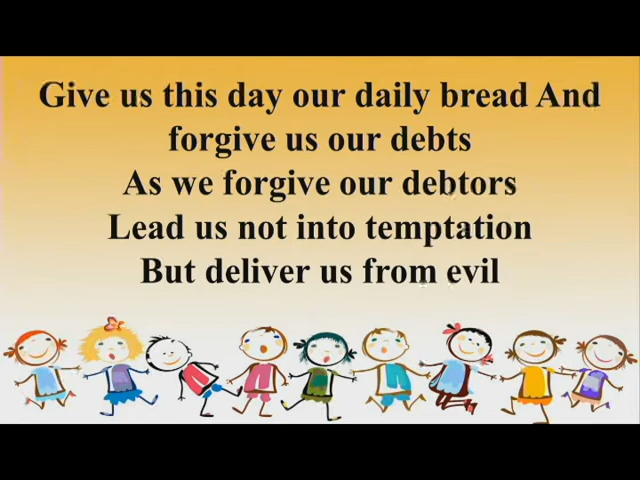 Give us this day our daily bread And
forgive us our debts
As we forgive our debtors
Lead us not into temptation
But deliver us from evil